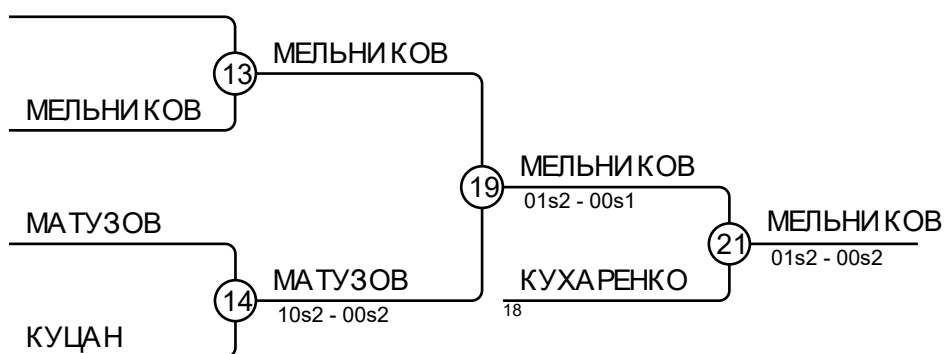 13
МЕЛЬНИКОВ
МЕЛЬНИКОВ
19
МЕЛЬНИКОВ
01s2 - 00s1
МАТУЗОВ
21
МЕЛЬНИКОВ
01s2 - 00s2
14
МАТУЗОВ
10s2 - 00s2
КУХАРЕНКО
18
КУЦАН